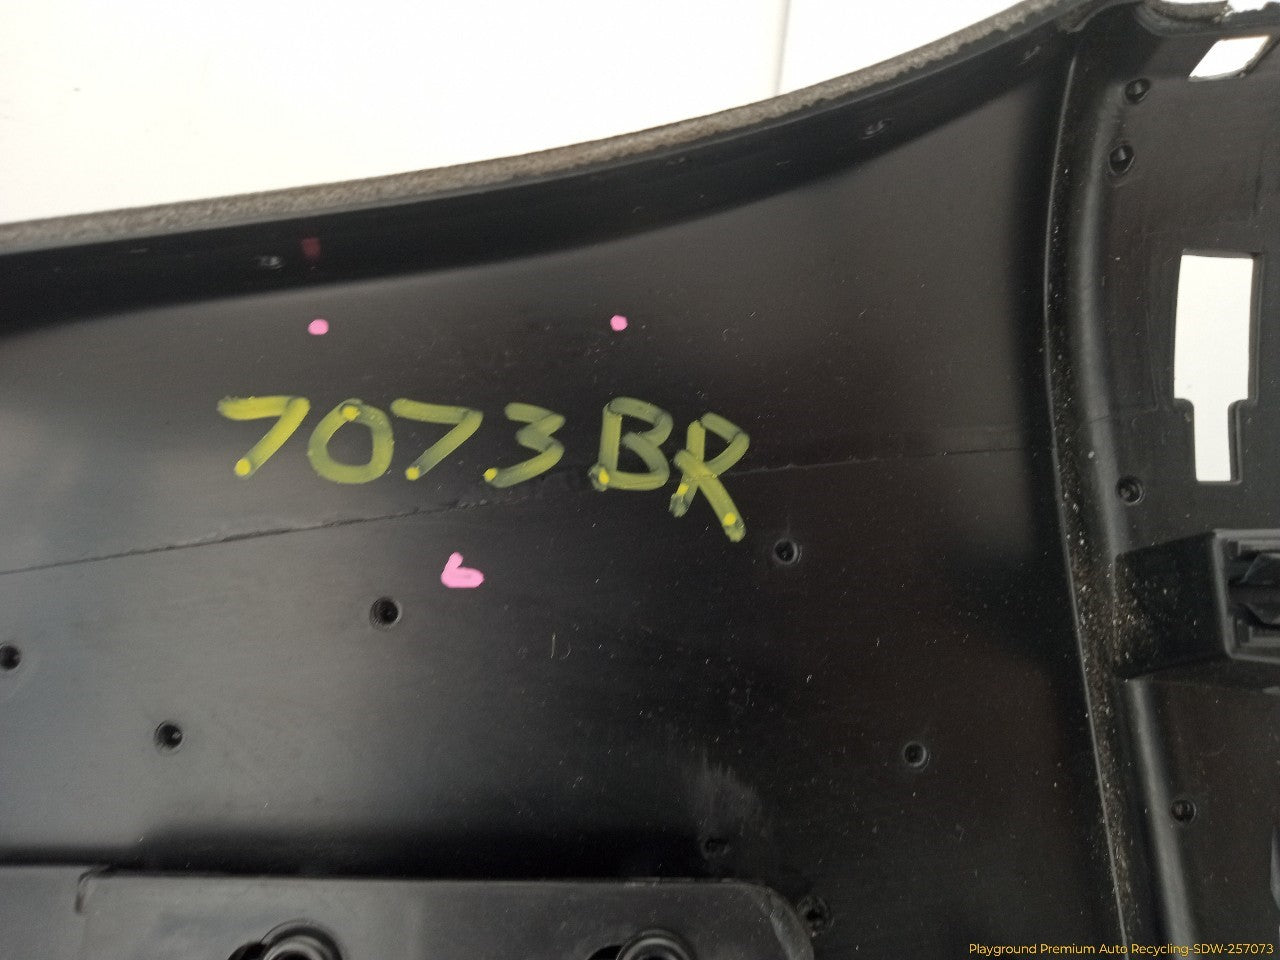 7073BR
Playground Premium Auto Recycling-SDW-257073